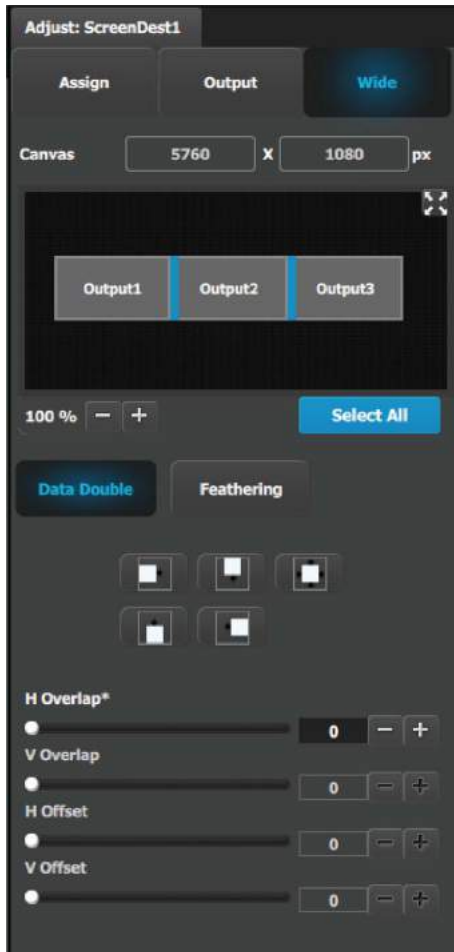 Adjust: ScreenDest1
Assign Output Wide
Canvas 5760 X 1080 px
Output1 Output2 Output3
100 % − + Select All
Data Double Feathering
H Overlap*
0 − +
V Overlap
0 − +
H Offset
0 − +
V Offset
0 − +